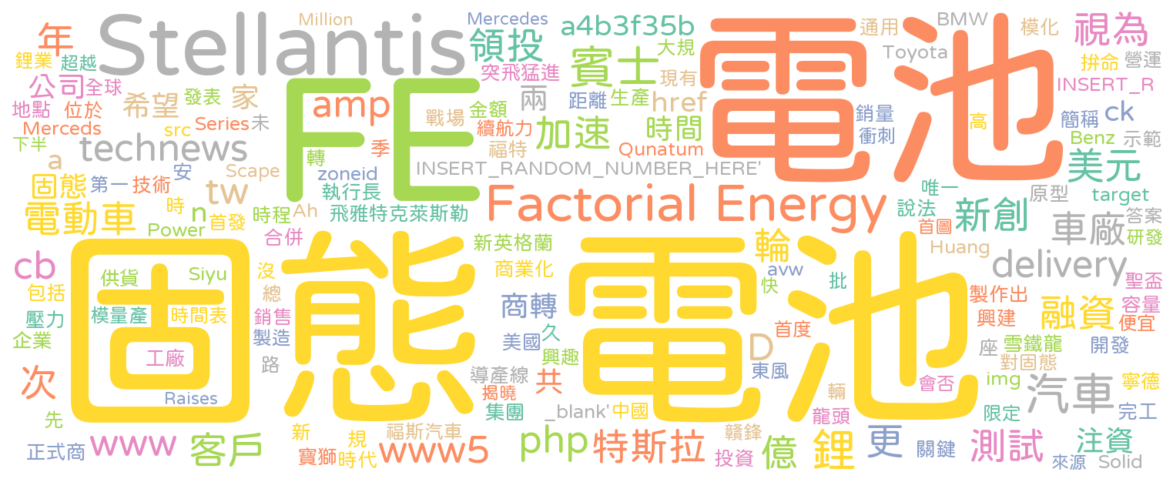 Million Mercedes a4b3f35b 通用 BMW 模化 視為
年 Stellantis 領投 大規 電池 Toyota
鋰業 超越 突飛猛進 賓士 現有 拚命 營運
公司 全球 希望 發表 家 FE amp 戰場 金額 兩 距離 生產 href INSERT_R
地點 位於 src Series 未 續航力 加速 時間 銷量 高 簡稱 ck
下半 Merceds technews 轉 季 福特 Qunatum 衝刺 Benz 示範
a Scape zoneid INSERT_RANDOM_NUMBER_HERE' 美元
固態 第一 技術 安 tw 執行長 Factorial Energy 唯一 原型 target
電動車 時 n 首發 時程 Ah 飛雅特克萊斯勒 說法 新創 答案
Power 合併 首圖 車廠 研發
固態電池 新英格蘭 輪 Huang
cb 供貨 Siyu 沒 商業化 avw delivery 聖盃
包括 總 快 批 製作出 容量
壓力 模量產 時間表 銷售 商轉 興建 融資 便宜
企業 製造 美國 久 首度 座 雪鐵龍 開發
工廠 路 興趣 D 對固態
次 導產線 共 東風 輛 會否 img 汽車 寧德
Raises 揭曉
先 集團 _blank' 中國 龍頭 限定 完工
www 客戶 新 規 福斯汽車 php 特斯拉 贛鋒 億 鋰 更 關鍵 測試 注資
正式商 寶獅 時代 www5 投資 來源 Solid